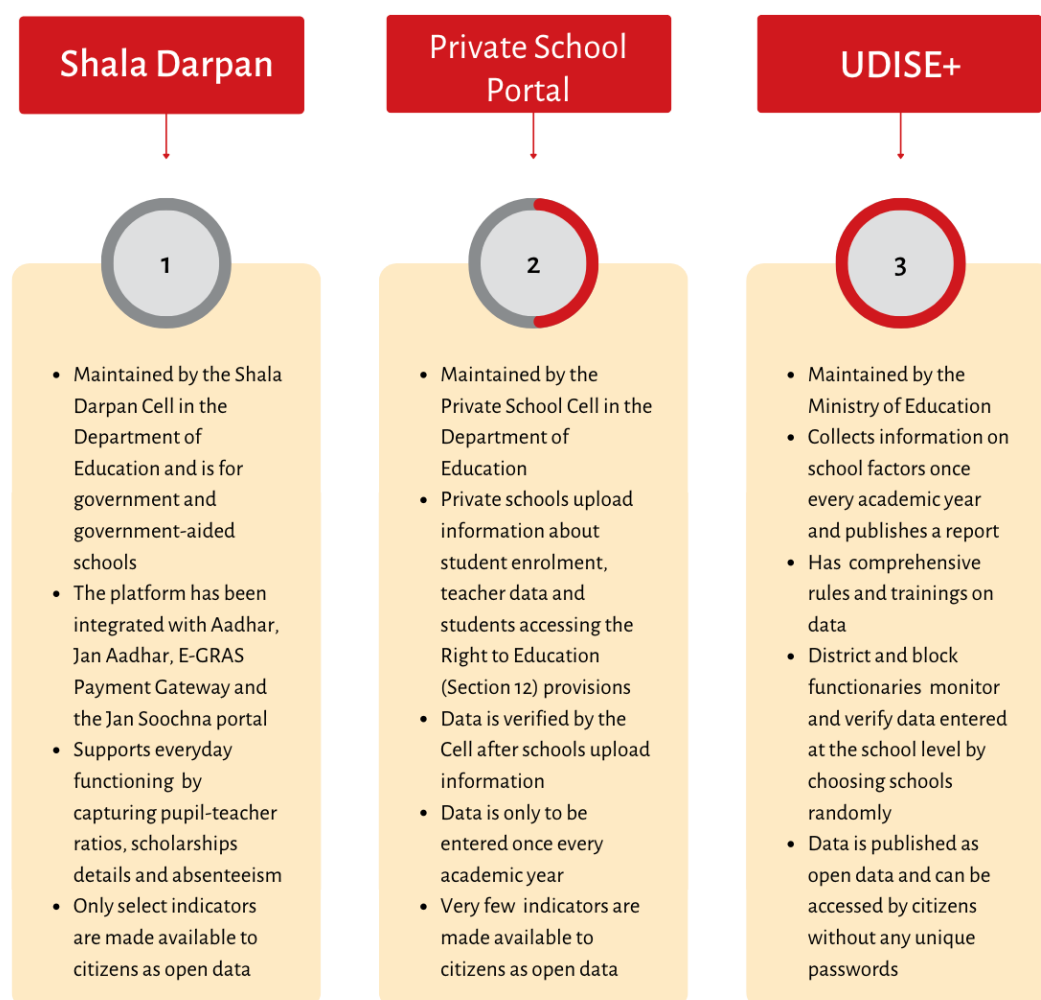 Shala Darpan
1
• Maintained by the Shala
Darpan Cell in the
Department of
Education and is for
government and
government-aided
schools
• The platform has been
integrated with Aadhar,
Jan Aadhar, E-GRAS
Payment Gateway and
the Jan Soochna portal
• Supports everyday
functioning by
capturing pupil-teacher
ratios, scholarships
details and absenteeism
• Only select indicators
are made available to
citizens as open data
Private School
Portal
2
• Maintained by the
Private School Cell in the
Department of
Education
• Private schools upload
information about
student enrolment,
teacher data and
students accessing the
Right to Education
(Section 12) provisions
• Data is verified by the
Cell after schools upload
information
• Data is only to be
entered once every
academic year
• Very few indicators are
made available to
citizens as open data
UDISE+
3
• Maintained by the
Ministry of Education
• Collects information on
school factors once
every academic year
and publishes a report
• Has comprehensive
rules and trainings on
data
• District and block
functionaries monitor
and verify data entered
at the school level by
choosing schools
randomly
• Data is published as
open data and can be
accessed by citizens
without any unique
passwords